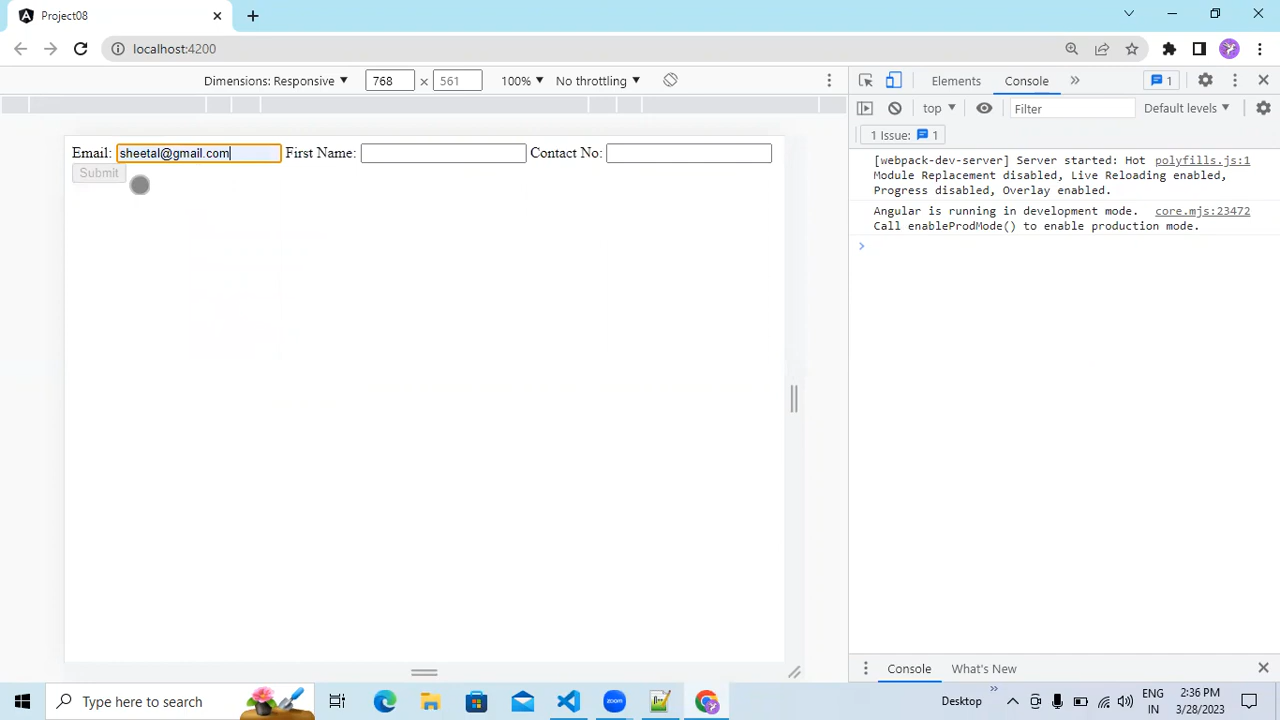 Project08
localhost:4200
Dimensions: Responsive 768 × 561 100% No throttling
Elements Console 1
top Filter Default levels
1 Issue: 1
Email: sheetal@gmail.com First Name: Contact No:
Submit
[webpack-dev-server] Server started: Hot polyfills.js:1
Module Replacement disabled, Live Reloading enabled,
Progress disabled, Overlay enabled.
Angular is running in development mode. core.mjs:23472
Call enableProdMode() to enable production mode.
Console What's New
Type here to search
zoom
Desktop
ENG
IN
2:36 PM
3/28/2023